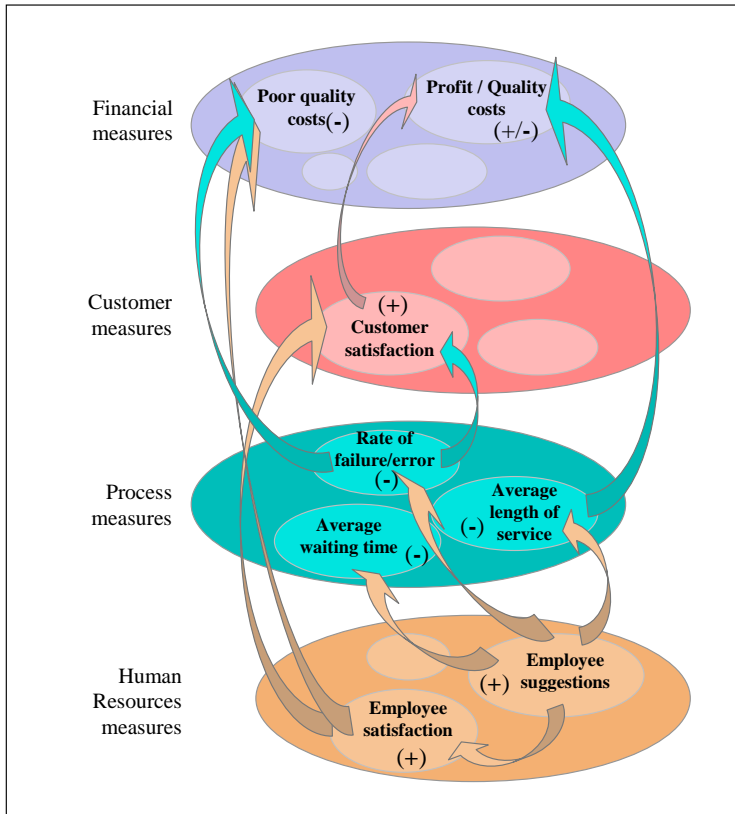 Financial
measures
Poor quality
costs(-)
Profit / Quality
costs
(+/-)
Customer
measures
(+)
Customer
satisfaction
Process
measures
Rate of
failure/error
(-)
Average
length of
service
(-)
Average
waiting time
(-)
Human
Resources
measures
Employee
suggestions
(+)
Employee
satisfaction
(+)